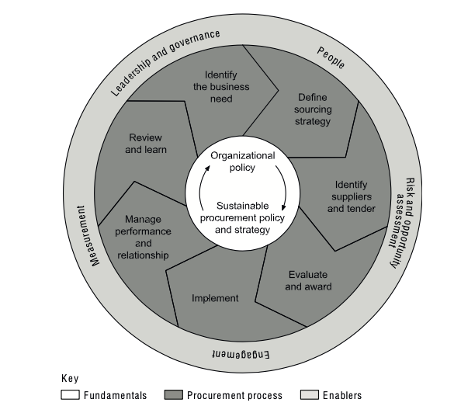 Leadership and governance
People
Risk and opportunity
assessment
Engagement
Measurement
Identify
the business
need
Define
sourcing
strategy
Identify
suppliers
and tender
Evaluate
and award
Implement
Manage
performance
and
relationship
Review
and learn
Organizational
policy
Sustainable
procurement policy
and strategy
Key
Fundamentals
Procurement process
Enablers